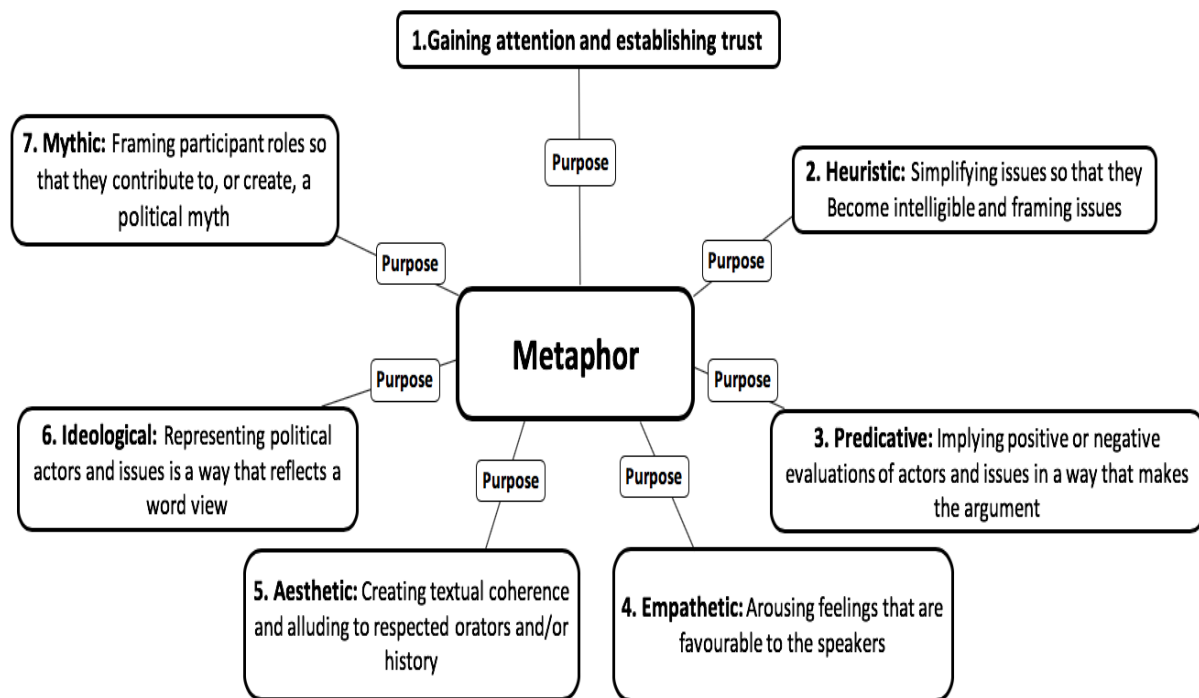 1.Gaining attention and establishing trust
Purpose
2. Heuristic: Simplifying issues so that they
Become intelligible and framing issues
Purpose
3. Predicative: Implying positive or negative
evaluations of actors and issues in a way that makes
the argument
Purpose
4. Empathetic: Arousing feelings that are
favourable to the speakers
Purpose
5. Aesthetic: Creating textual coherence
and alluding to respected orators and/or
history
Purpose
6. Ideological: Representing political
actors and issues is a way that reflects a
word view
Purpose
7. Mythic: Framing participant roles so
that they contribute to, or create, a
political myth
Purpose
Metaphor